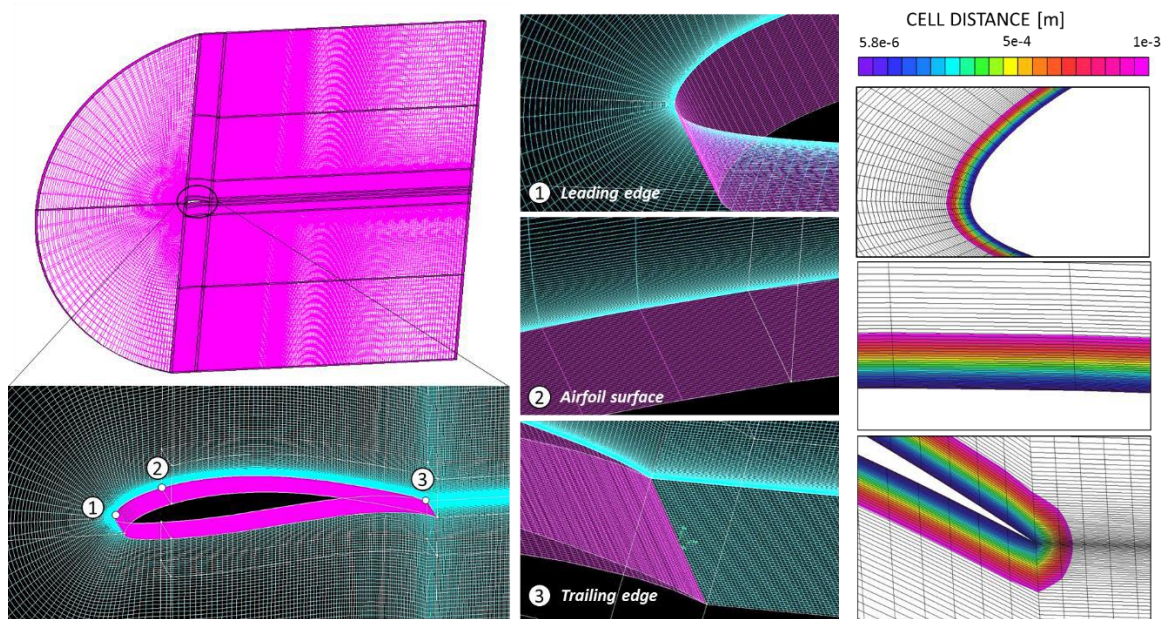 CELL DISTANCE [m]
5.8e-6 5e-4 1e-3
1 Leading edge
2 Airfoil surface
3 Trailing edge
1
2
3